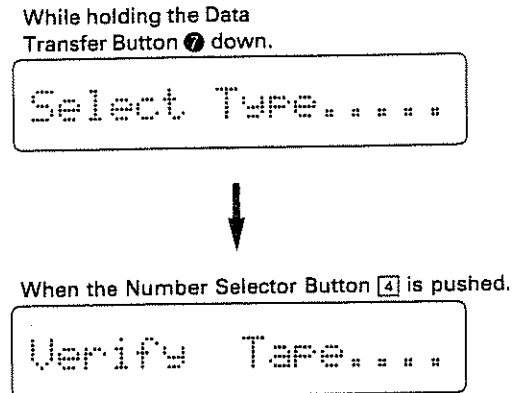 While holding the Data
Transfer Button ❼ down.
Select Type.....
When the Number Selector Button 4 is pushed.
Verify Tape....